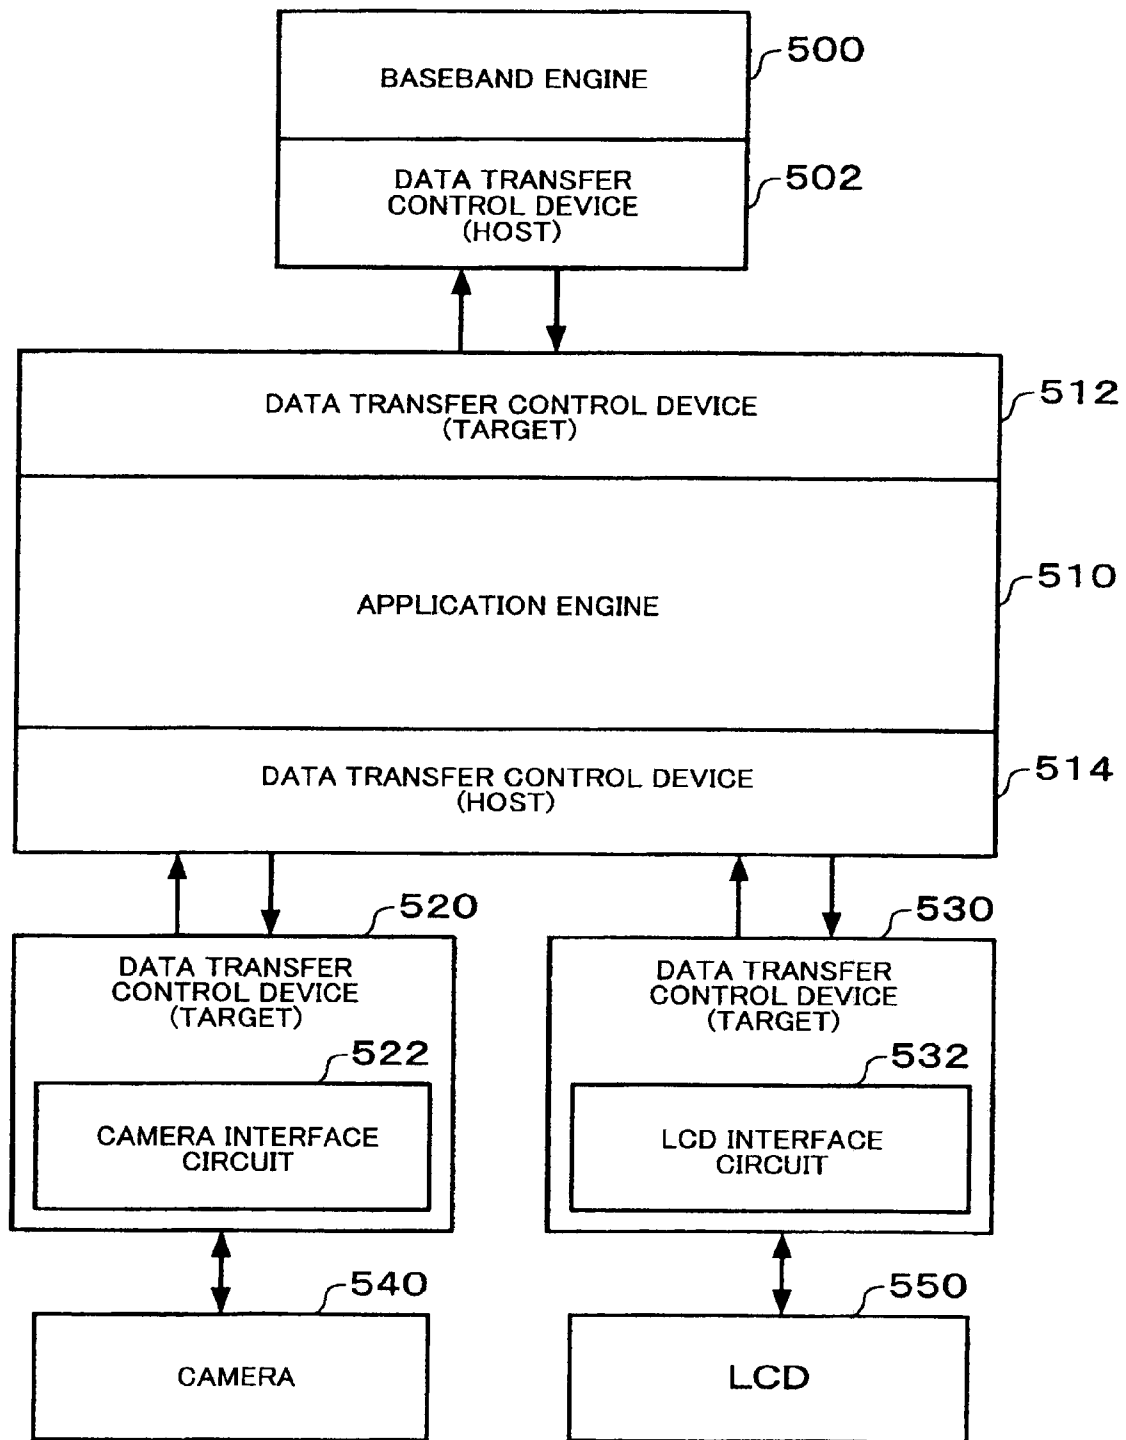 BASEBAND ENGINE
500
DATA TRANSFER
CONTROL DEVICE
(HOST)
502
DATA TRANSFER CONTROL DEVICE
(TARGET)
512
APPLICATION ENGINE
510
DATA TRANSFER CONTROL DEVICE
(HOST)
514
520
DATA TRANSFER
CONTROL DEVICE
(TARGET)
522
CAMERA INTERFACE
CIRCUIT
530
DATA TRANSFER
CONTROL DEVICE
(TARGET)
532
LCD INTERFACE
CIRCUIT
540
CAMERA
550
LCD